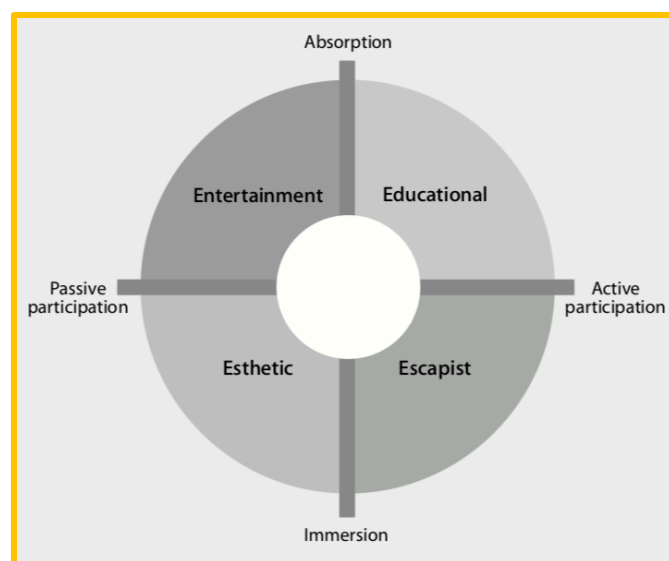 Absorption
Entertainment
Educational
Passive
participation
Active
participation
Esthetic
Escapist
Immersion